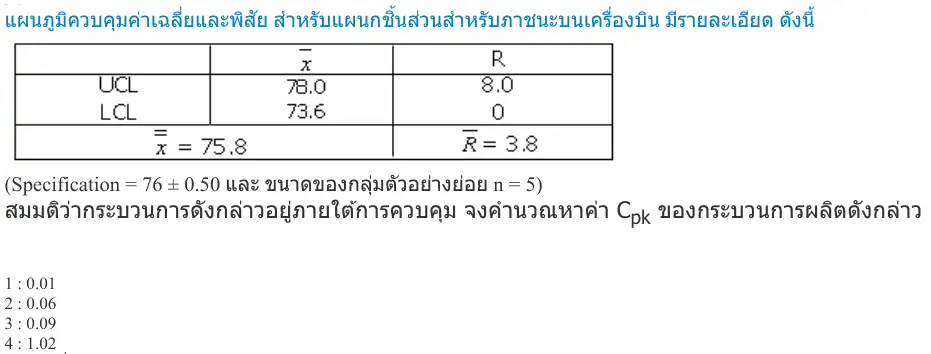 แผนภูมิควบคุมค่าเฉลี่ยและพิสัย สำหรับแผนกชิ้นส่วนสำหรับภาชนะบนเครื่องบิน มีรายละเอียด ดังนี้
x̄ R
UCL 78.0 8.0
LCL 73.6 0
x̿ = 75.8 R̄ = 3.8
(Specification = 76 ± 0.50 และ ขนาดของกลุ่มตัวอย่างย่อย n = 5)
สมมติว่ากระบวนการดังกล่าวอยู่ภายใต้การควบคุม จงคำนวณหาค่า Cpk ของกระบวนการผลิตดังกล่าว
1 : 0.01
2 : 0.06
3 : 0.09
4 : 1.02